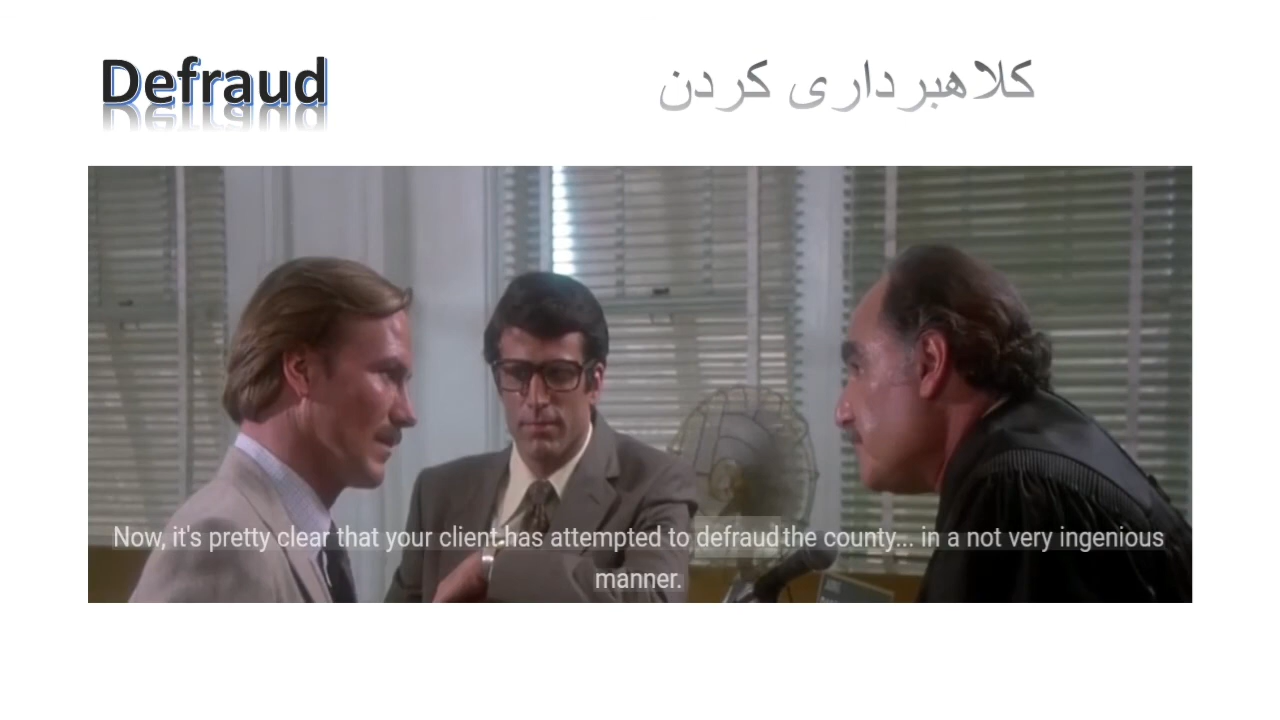 Defraud
کلاهبرداری کردن
Now, it's pretty clear that your client has attempted to defraud the county... in a not very ingenious
manner.